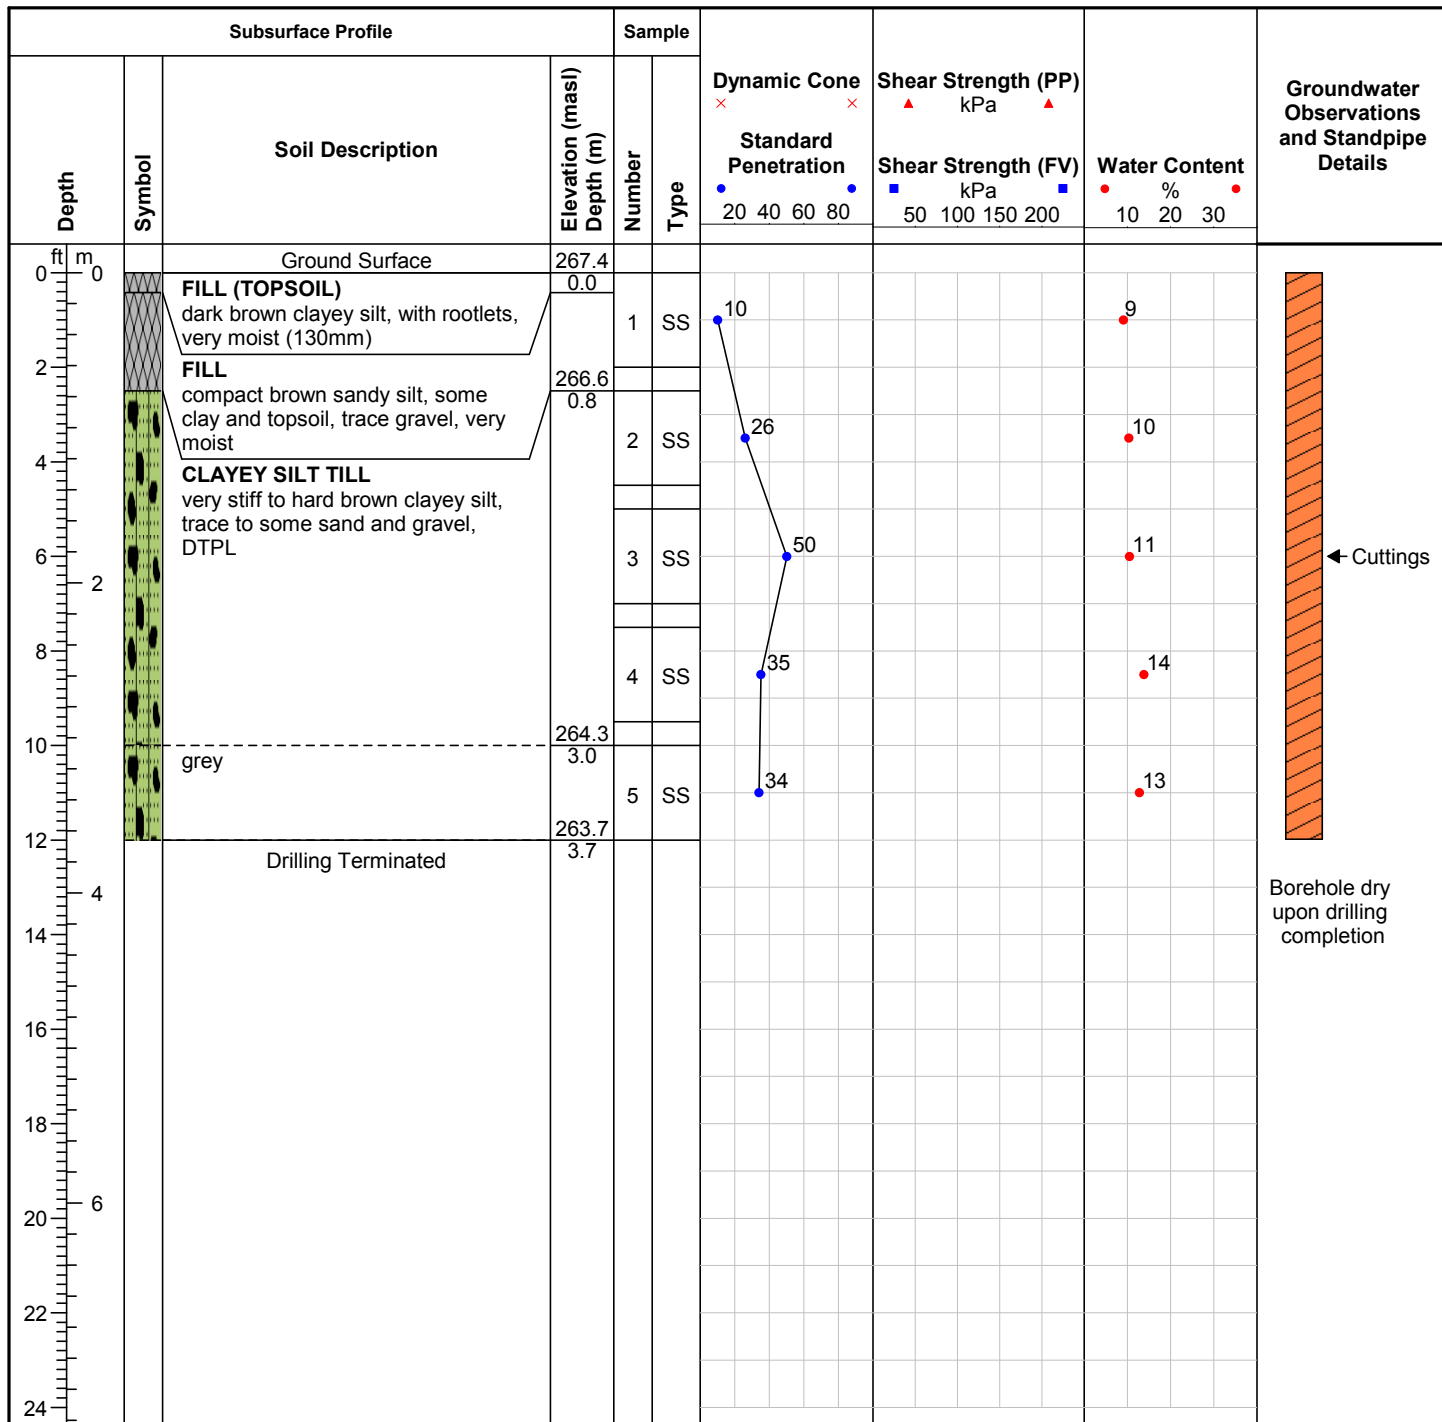 Subsurface Profile
Sample
Depth
Symbol
Soil Description
Elevation (masl)
Depth (m)
Number
Type
Dynamic Cone
Standard
Penetration
20 40 60 80
Shear Strength (PP)
kPa
Shear Strength (FV)
kPa
50 100 150 200
Water Content
%
10 20 30
Groundwater
Observations
and Standpipe
Details
ft m
Ground Surface
267.4
0 0
0.0
FILL (TOPSOIL)
dark brown clayey silt, with rootlets,
very moist (130mm)
1 SS
10
9
2
FILL
compact brown sandy silt, some
clay and topsoil, trace gravel, very
moist
266.6
0.8
2 SS
26
10
4
CLAYEY SILT TILL
very stiff to hard brown clayey silt,
trace to some sand and gravel,
DTPL
3 SS
50
11
6
2
Cuttings
8
4 SS
35
14
264.3
10
3.0
grey
5 SS
34
13
263.7
12
3.7
Drilling Terminated
4
Borehole dry
upon drilling
completion
14
16
18
6
20
22
24